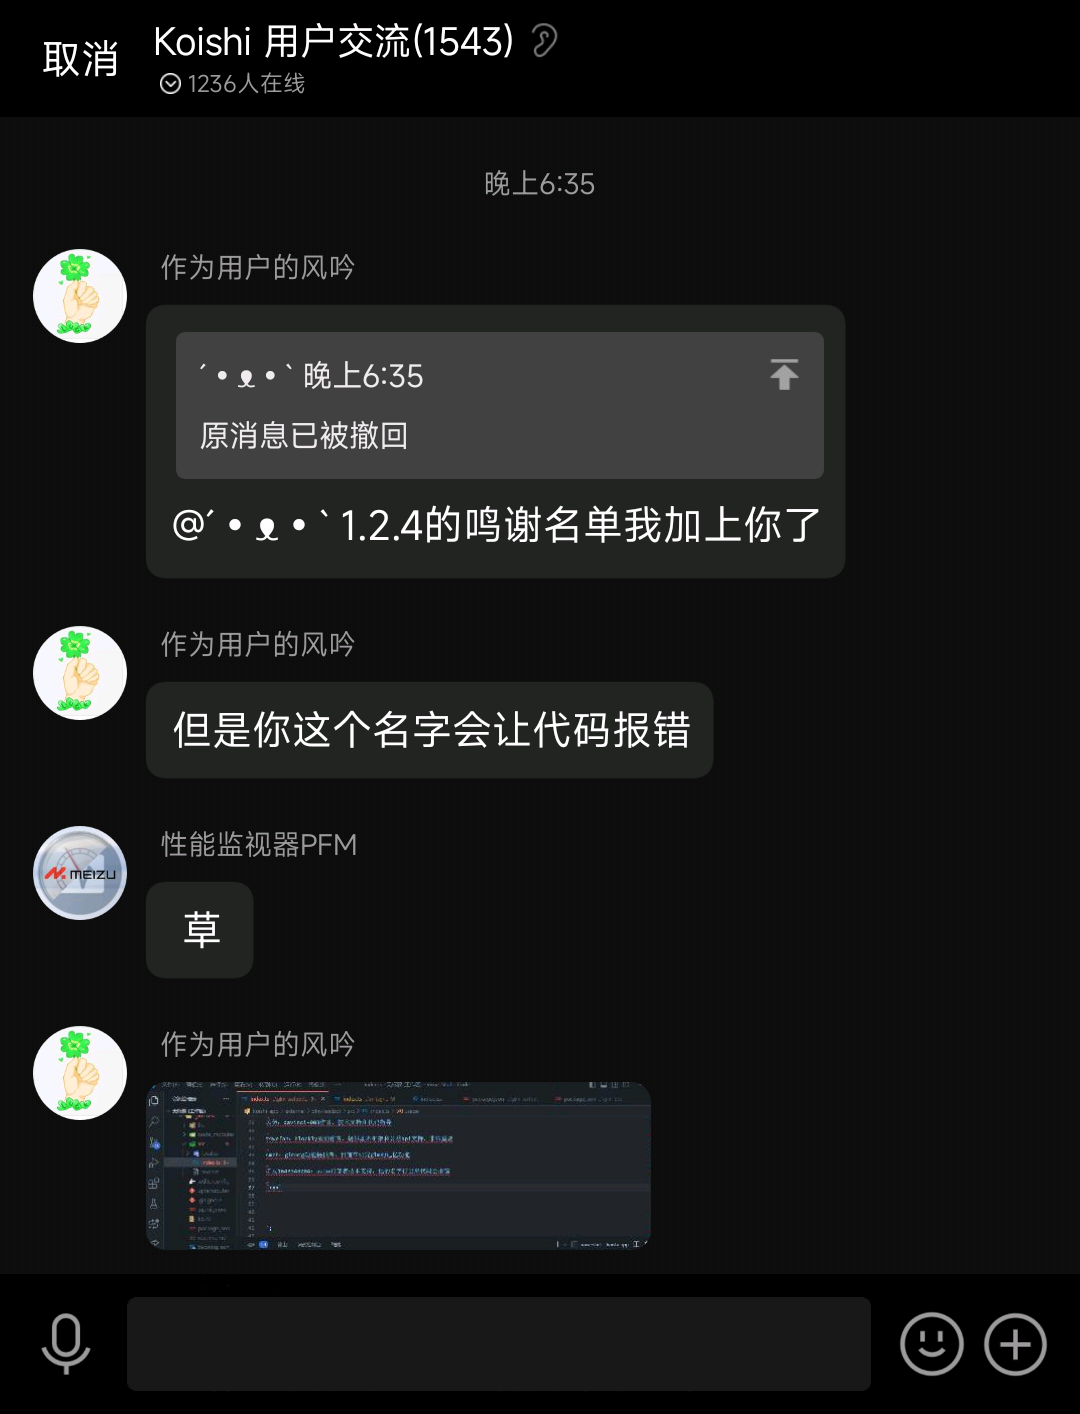 取消
Koishi 用户交流(1543)
1236人在线
晚上6:35
作为用户的风吟
´•ᴥ•` 晚上6:35
原消息已被撤回
@´•ᴥ•` 1.2.4的鸣谢名单我加上你了
作为用户的风吟
但是你这个名字会让代码报错
性能监视器PFM
MEIZU
草
作为用户的风吟